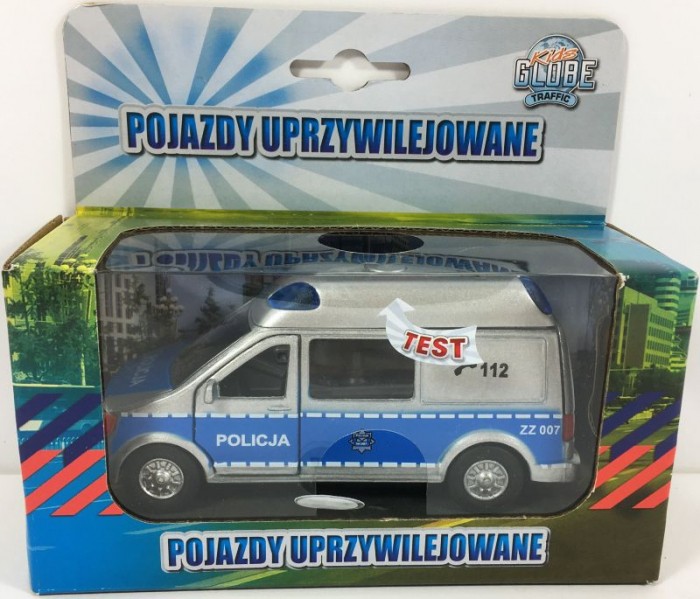 Kids
GLOBE
TRAFFIC
POJAZDY UPRZYWILEJOWANE
TEST
112
POLICJA
ZZ 007
POJAZDY UPRZYWILEJOWANE